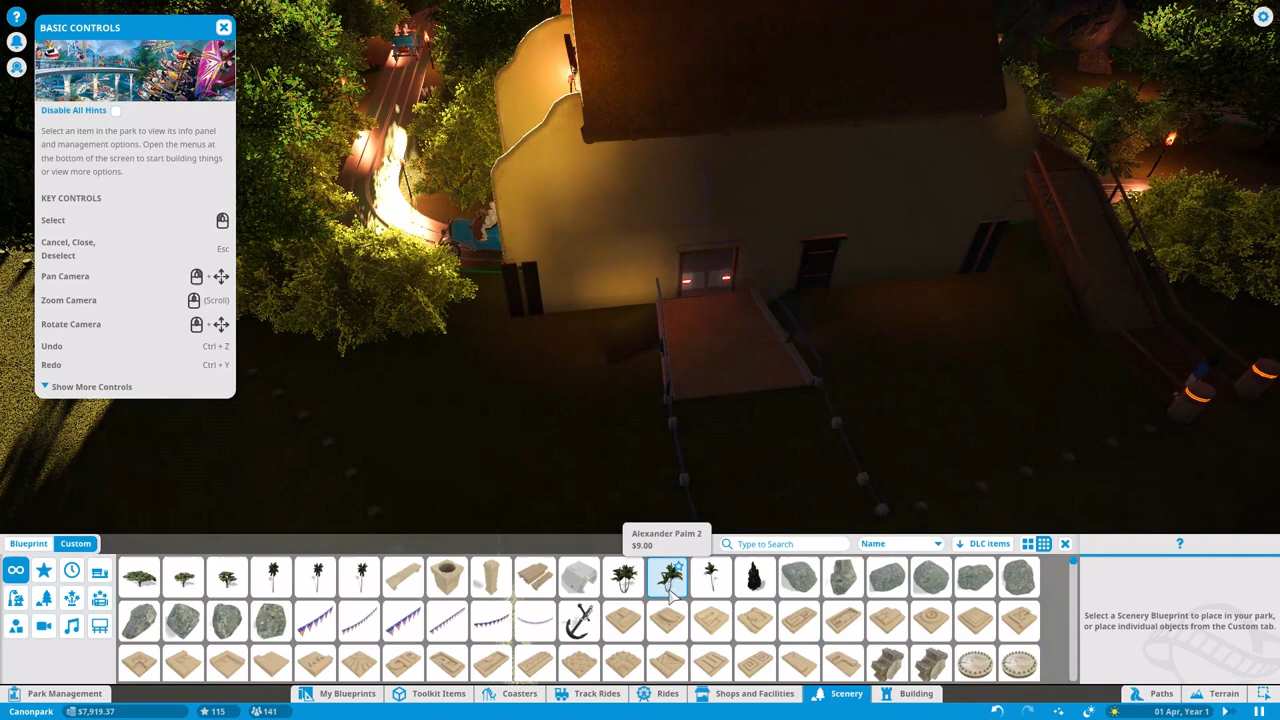 BASIC CONTROLS
Disable All Hints
Select an item in the park to view its info panel
and management options. Open the menus at
the bottom of the screen to start building things
or view more options.
KEY CONTROLS
Select
Cancel, Close,
Deselect
Esc
Pan Camera
+
Zoom Camera
(Scroll)
Rotate Camera
+
Undo
Ctrl + Z
Redo
Ctrl + Y
Show More Controls
Alexander Palm 2
$9.00
Blueprint
Custom
Type to Search
Name
DLC items
?
Select a Scenery Blueprint to place in your park,
or place individual objects from the Custom tab.
Park Management
My Blueprints
Toolkit Items
Coasters
Track Rides
Rides
Shops and Facilities
Scenery
Building
Paths
Terrain
Canonpark
$7,919.37
115
141
01 Apr, Year 1